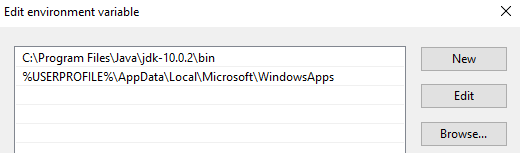 Edit environment variable
C:\Program Files\Java\jdk-10.0.2\bin
%USERPROFILE%\AppData\Local\Microsoft\WindowsApps
New
Edit
Browse...